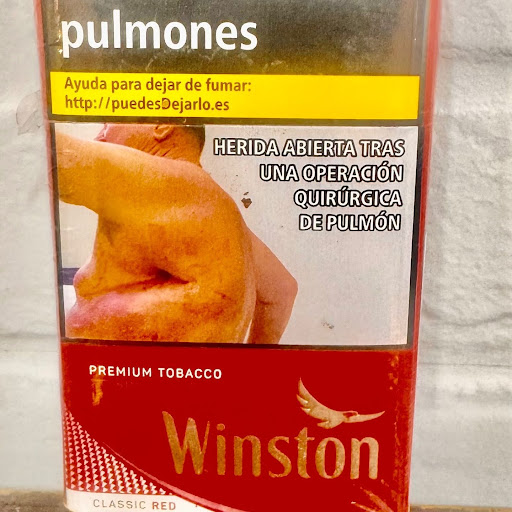 pulmones
Ayuda para dejar de fumar:
http://puedesDejarlo.es
HERIDA ABIERTA TRAS
UNA OPERACIÓN
QUIRÚRGICA
DE PULMÓN
PREMIUM TOBACCO
Winston
CLASSIC RED